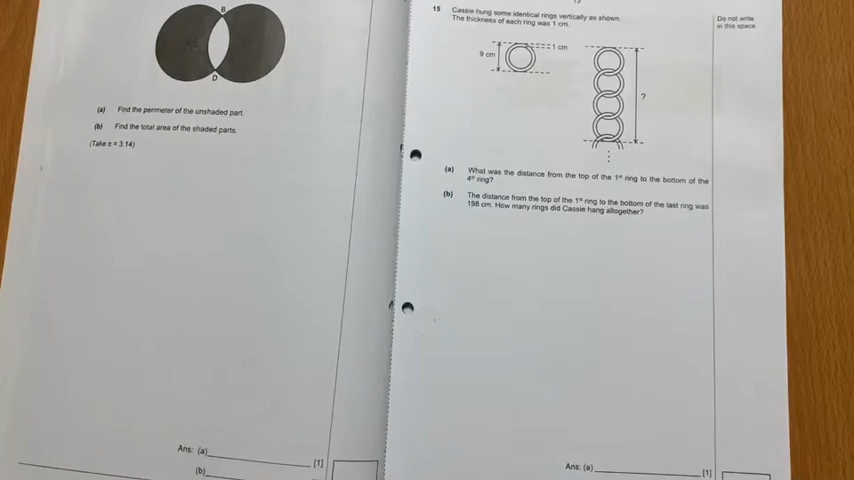 B
D
(a) Find the perimeter of the unshaded part.
(b) Find the total area of the shaded parts.
(Take π = 3.14)
Ans: (a)
[1]
(b)
15 Cassie hung some identical rings vertically as shown.
The thickness of each ring was 1 cm.
Do not write
in this space
9 cm
1 cm
?
(a) What was the distance from the top of the 1st ring to the bottom of the
4th ring?
(b) The distance from the top of the 1st ring to the bottom of the last ring was
198 cm. How many rings did Cassie hang altogether?
Ans: (a)
[1]